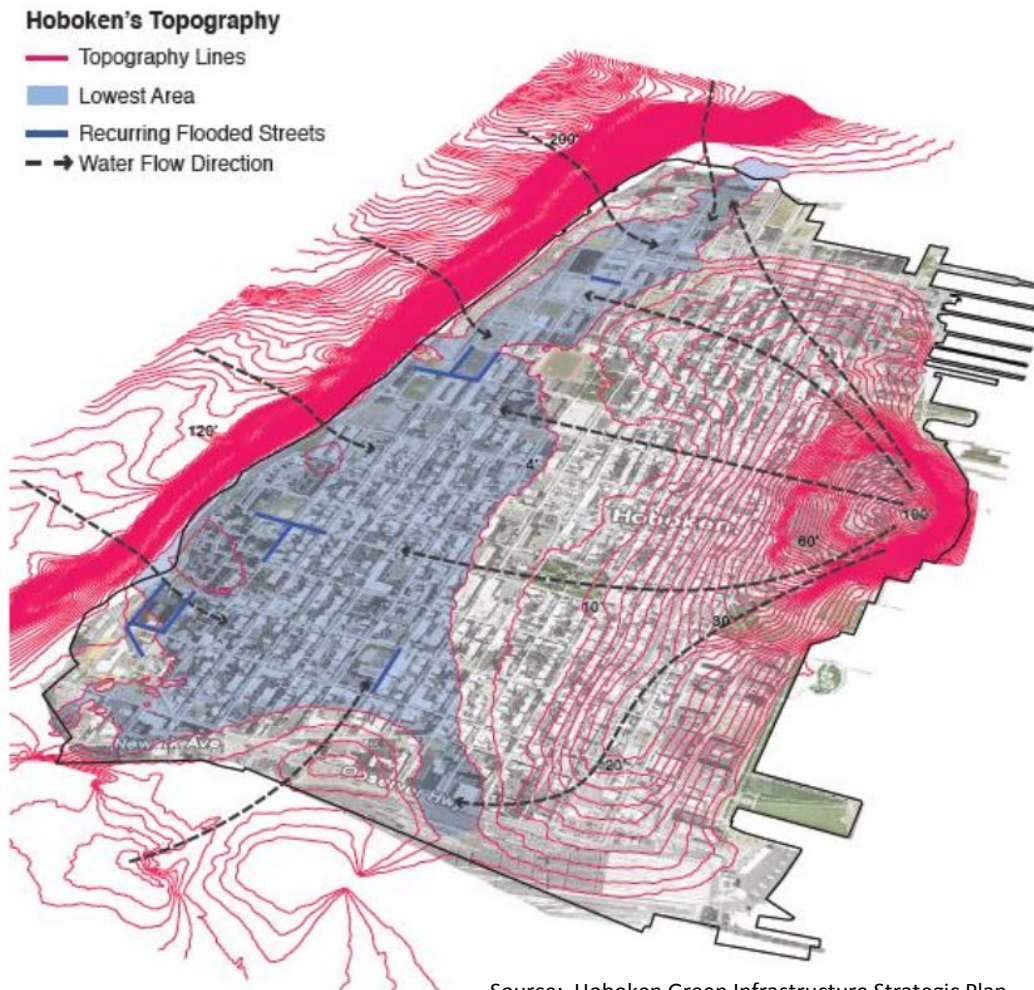 Hoboken's Topography
Topography Lines
Lowest Area
Recurring Flooded Streets
Water Flow Direction
200'
120'
4'
Hoboken
100'
60'
10'
30'
20'
Newark Ave
Source: Hoboken Green Infrastructure Strategic Plan